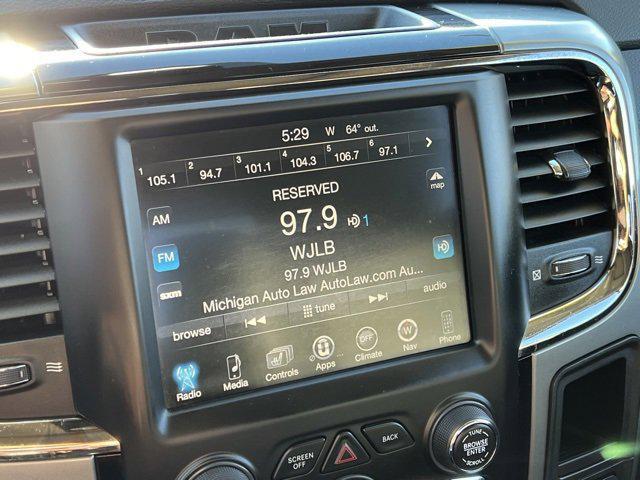 RAM
5:29 W 64° out.
1 105.1 2 94.7 3 101.1 4 104.3 5 106.7 6 97.1
map
RESERVED
AM
97.9 HD 1
FM
WJLB
HD
97.9 WJLB
sxm
Michigan Auto Law AutoLaw.com Au...
browse tune audio
OFF W
Radio Media Controls Apps Climate Nav Phone
SCREEN OFF
BACK
TUNE
BROWSE
ENTER
SCROLL